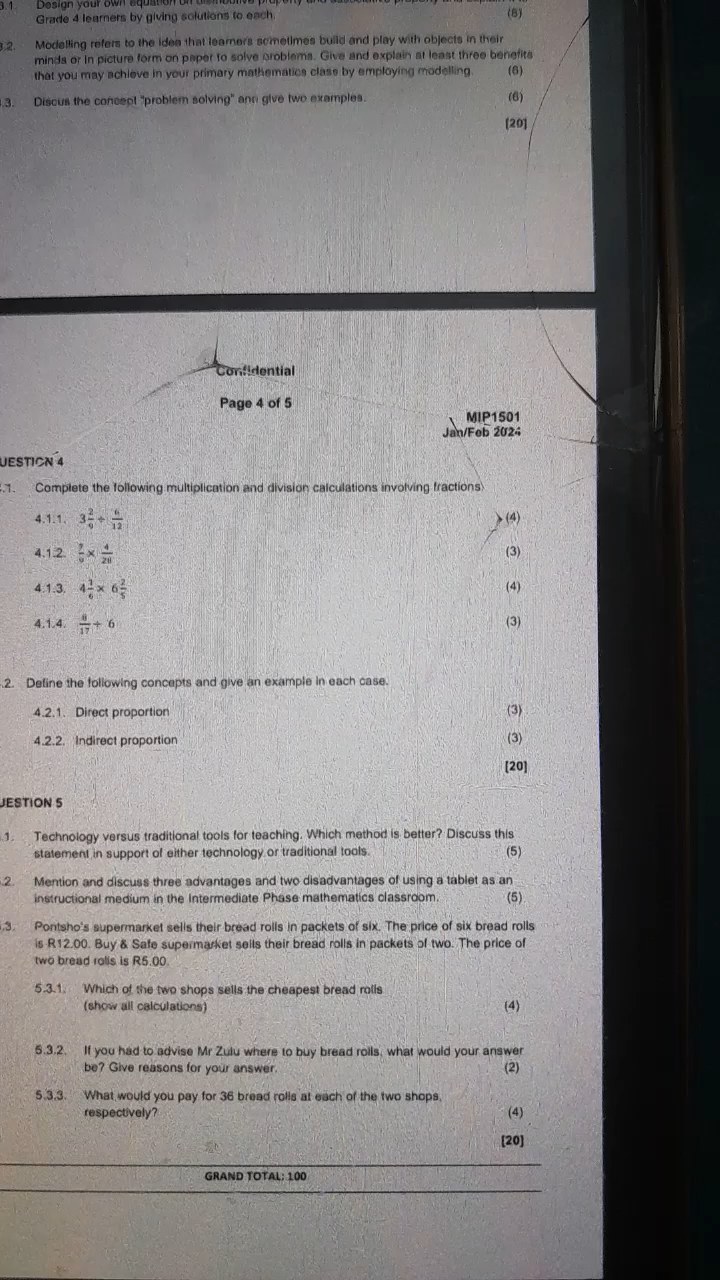 3.1. Design your own equation on distributive property and associative property and explain it to
Grade 4 learners by giving solutions to each. (8)
3.2. Modelling refers to the idea that learners sometimes build and play with objects in their
minds or in picture form on paper to solve problems. Give and explain at least three benefits
that you may achieve in your primary mathematics class by employing modelling. (6)
.3. Discus the concept "problem solving" and give two examples. (6)
[20]
Confidential
Page 4 of 5
MIP1501
Jan/Feb 2024
UESTION 4
.1. Complete the following multiplication and division calculations involving fractions.
4.1.1. 3 2/9 ÷ 6/12 (4)
4.1.2. 7/9 × 4/28 (3)
4.1.3. 4 × 6 2/5 (4)
4.1.4. /17 ÷ 6 (3)
.2. Define the following concepts and give an example in each case.
4.2.1. Direct proportion (3)
4.2.2. Indirect proportion (3)
[20]
UESTION 5
.1. Technology versus traditional tools for teaching. Which method is better? Discuss this
statement in support of either technology or traditional tools. (5)
.2. Mention and discuss three advantages and two disadvantages of using a tablet as an
instructional medium in the Intermediate Phase mathematics classroom. (5)
.3. Pontsho's supermarket sells their bread rolls in packets of six. The price of six bread rolls
is R12.00. Buy & Safe supermarket sells their bread rolls in packets of two. The price of
two bread rolls is R5.00.
5.3.1. Which of the two shops sells the cheapest bread rolls
(show all calculations) (4)
5.3.2. If you had to advise Mr Zulu where to buy bread rolls, what would your answer
be? Give reasons for your answer. (2)
5.3.3. What would you pay for 36 bread rolls at each of the two shops,
respectively? (4)
[20]
GRAND TOTAL: 100